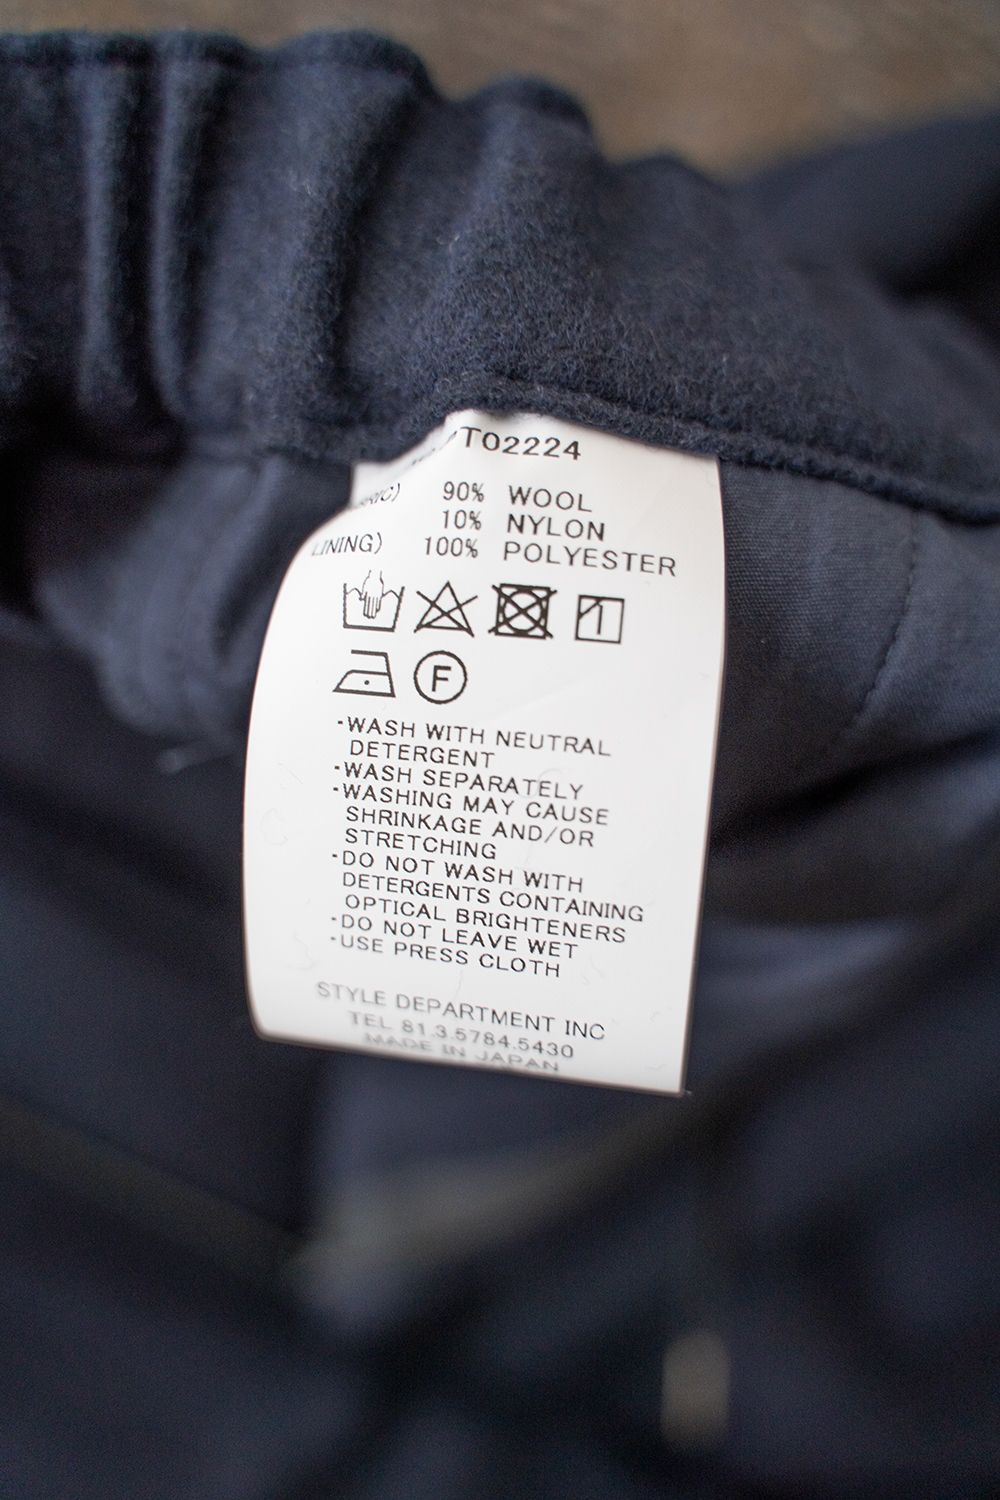 T02224
90% WOOL
10% NYLON
LINING) 100% POLYESTER
F
-WASH WITH NEUTRAL
DETERGENT
-WASH SEPARATELY
-WASHING MAY CAUSE
SHRINKAGE AND/OR
STRETCHING
-DO NOT WASH WITH
DETERGENTS CONTAINING
OPTICAL BRIGHTENERS
-DO NOT LEAVE WET
-USE PRESS CLOTH
STYLE DEPARTMENT INC
TEL 81.3.5784.5430
MADE IN JAPAN